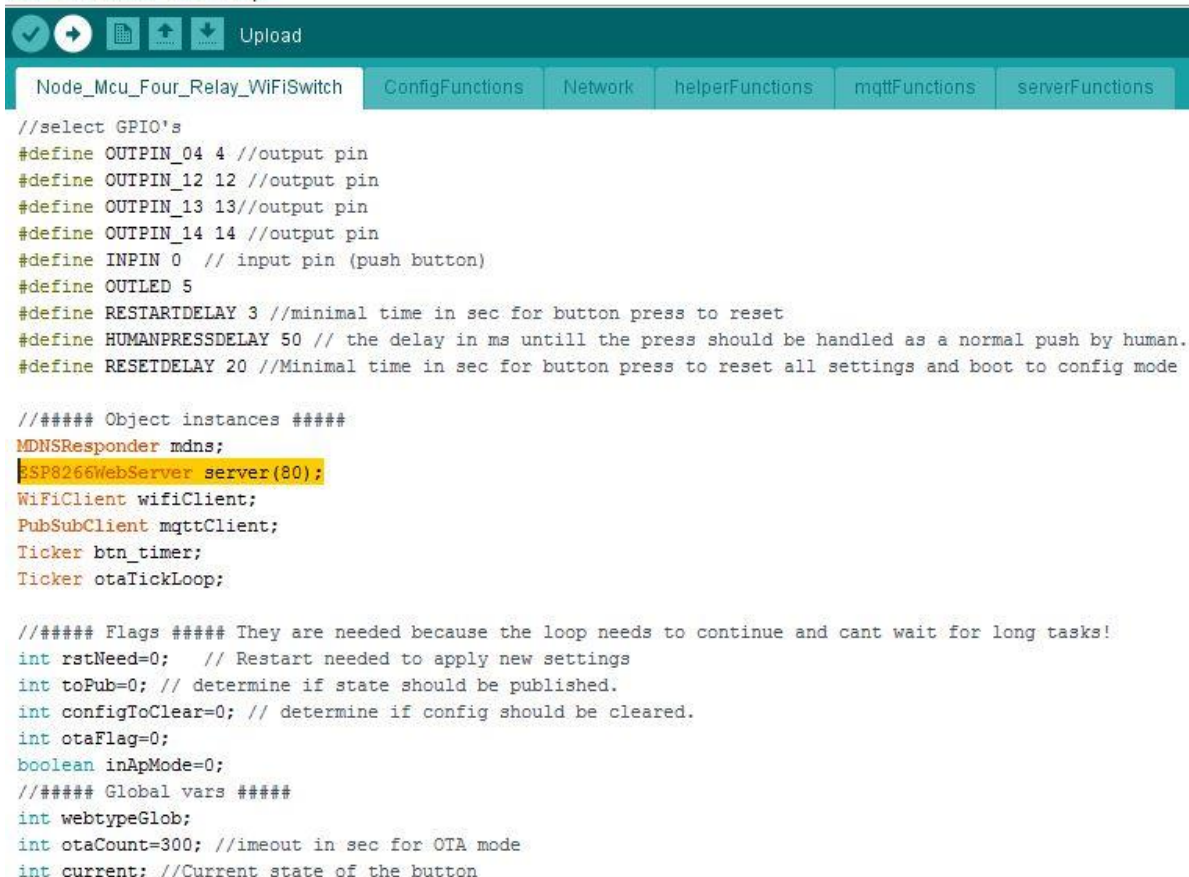 Upload
Node_Mcu_Four_Relay_WiFiSwitch ConfigFunctions Network helperFunctions mqttFunctions serverFunctions
//select GPIO's
#define OUTPIN_04 4 //output pin
#define OUTPIN_12 12 //output pin
#define OUTPIN_13 13//output pin
#define OUTPIN_14 14 //output pin
#define INPIN 0  // input pin (push button)
#define OUTLED 5
#define RESTARTDELAY 3 //minimal time in sec for button press to reset
#define HUMANPRESSDELAY 50 // the delay in ms untill the press should be handled as a normal push by human.
#define RESETDELAY 20 //Minimal time in sec for button press to reset all settings and boot to config mode
//##### Object instances #####
MDNSResponder mdns;
ESP8266WebServer server(80);
WiFiClient wifiClient;
PubSubClient mqttClient;
Ticker btn_timer;
Ticker otaTickLoop;
//##### Flags ##### They are needed because the loop needs to continue and cant wait for long tasks!
int rstNeed=0;   // Restart needed to apply new settings
int toPub=0; // determine if state should be published.
int configToClear=0; // determine if config should be cleared.
int otaFlag=0;
boolean inApMode=0;
//##### Global vars #####
int webtypeGlob;
int otaCount=300; //imeout in sec for OTA mode
int current; //Current state of the button